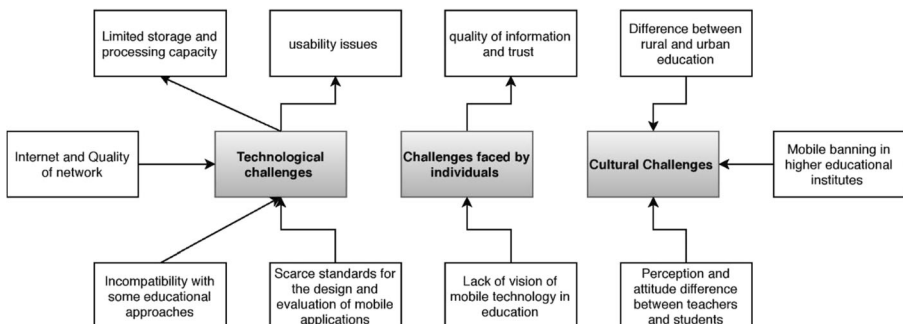 Limited storage and
processing capacity
usability issues
quality of information
and trust
Difference between
rural and urban
education
Internet and Quality
of network
Technological
challenges
Challenges faced by
individuals
Cultural Challenges
Mobile banning in
higher educational
institutes
Incompatibility with
some educational
approaches
Scarce standards for
the design and
evaluation of mobile
applications
Lack of vision of
mobile technology in
education
Perception and
attitude difference
between teachers
and students